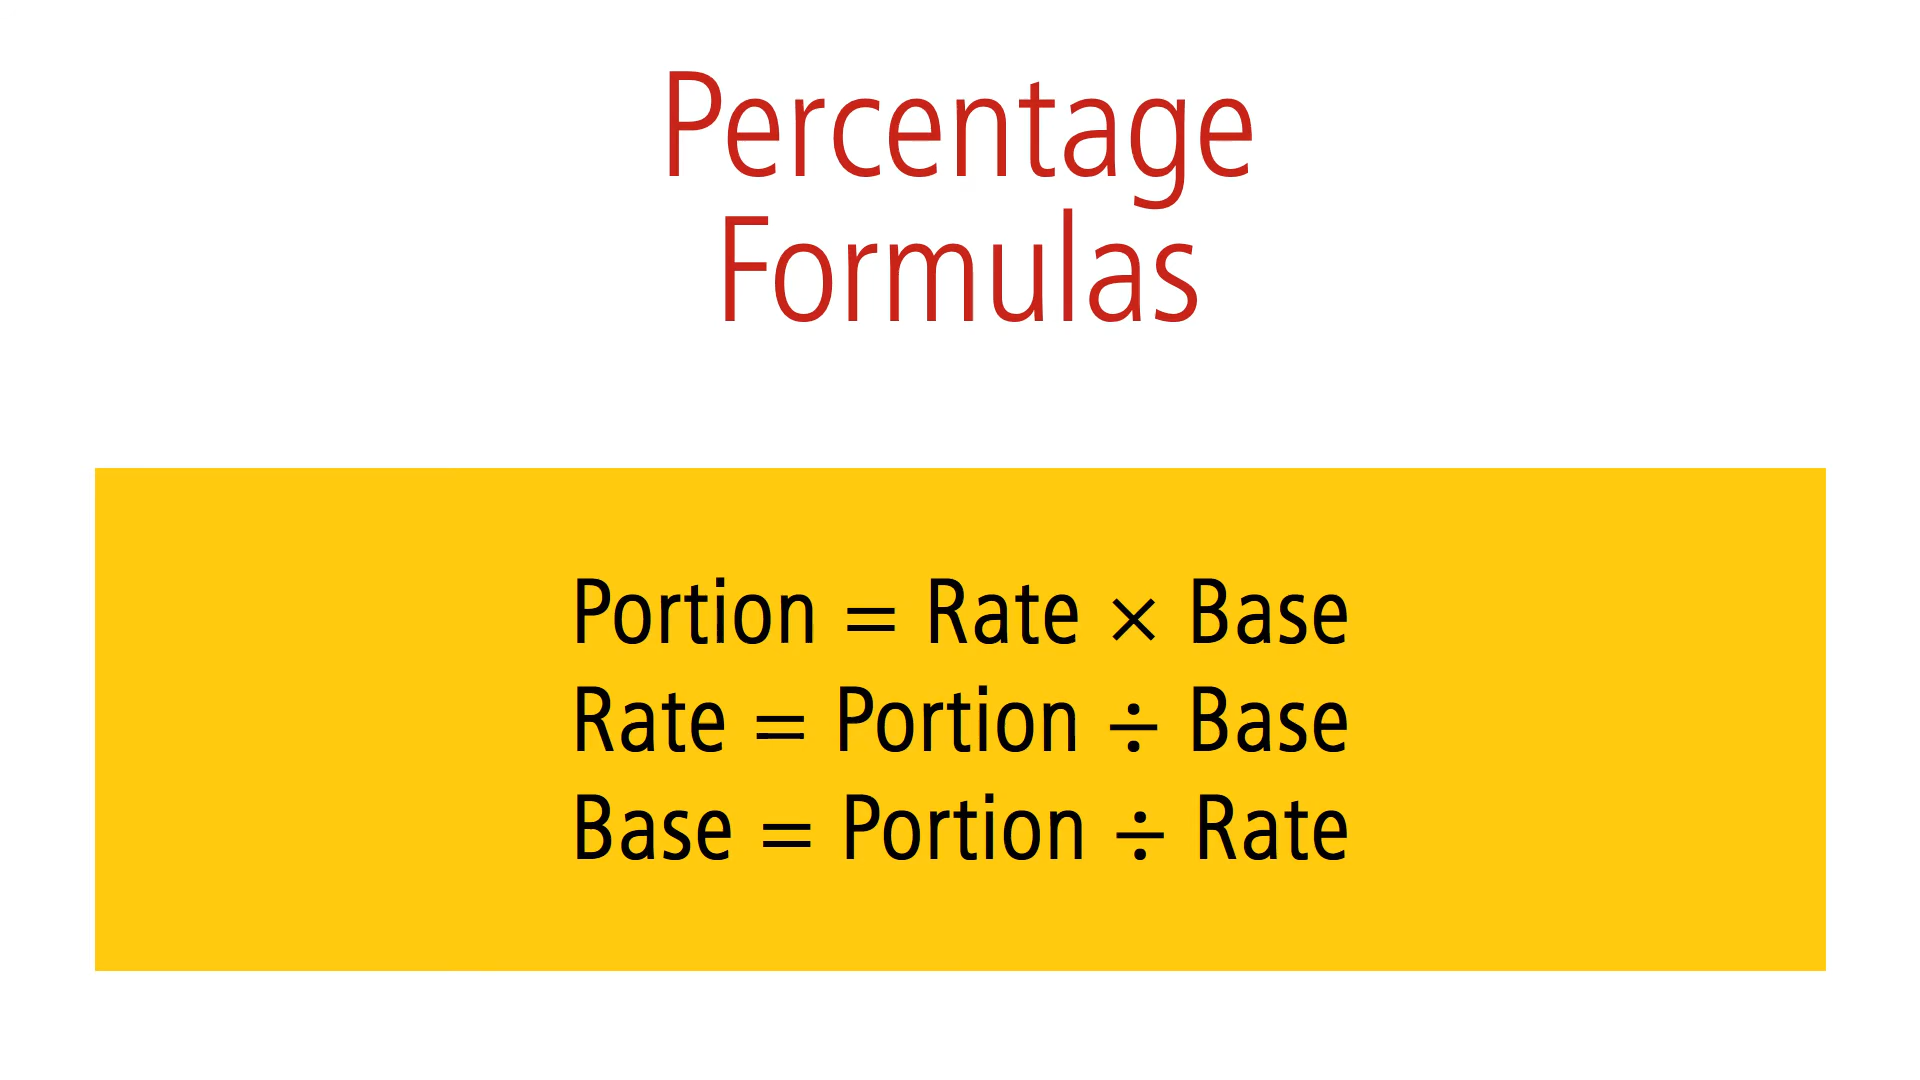 Percentage
Formulas
Portion = Rate × Base
Rate = Portion ÷ Base
Base = Portion ÷ Rate